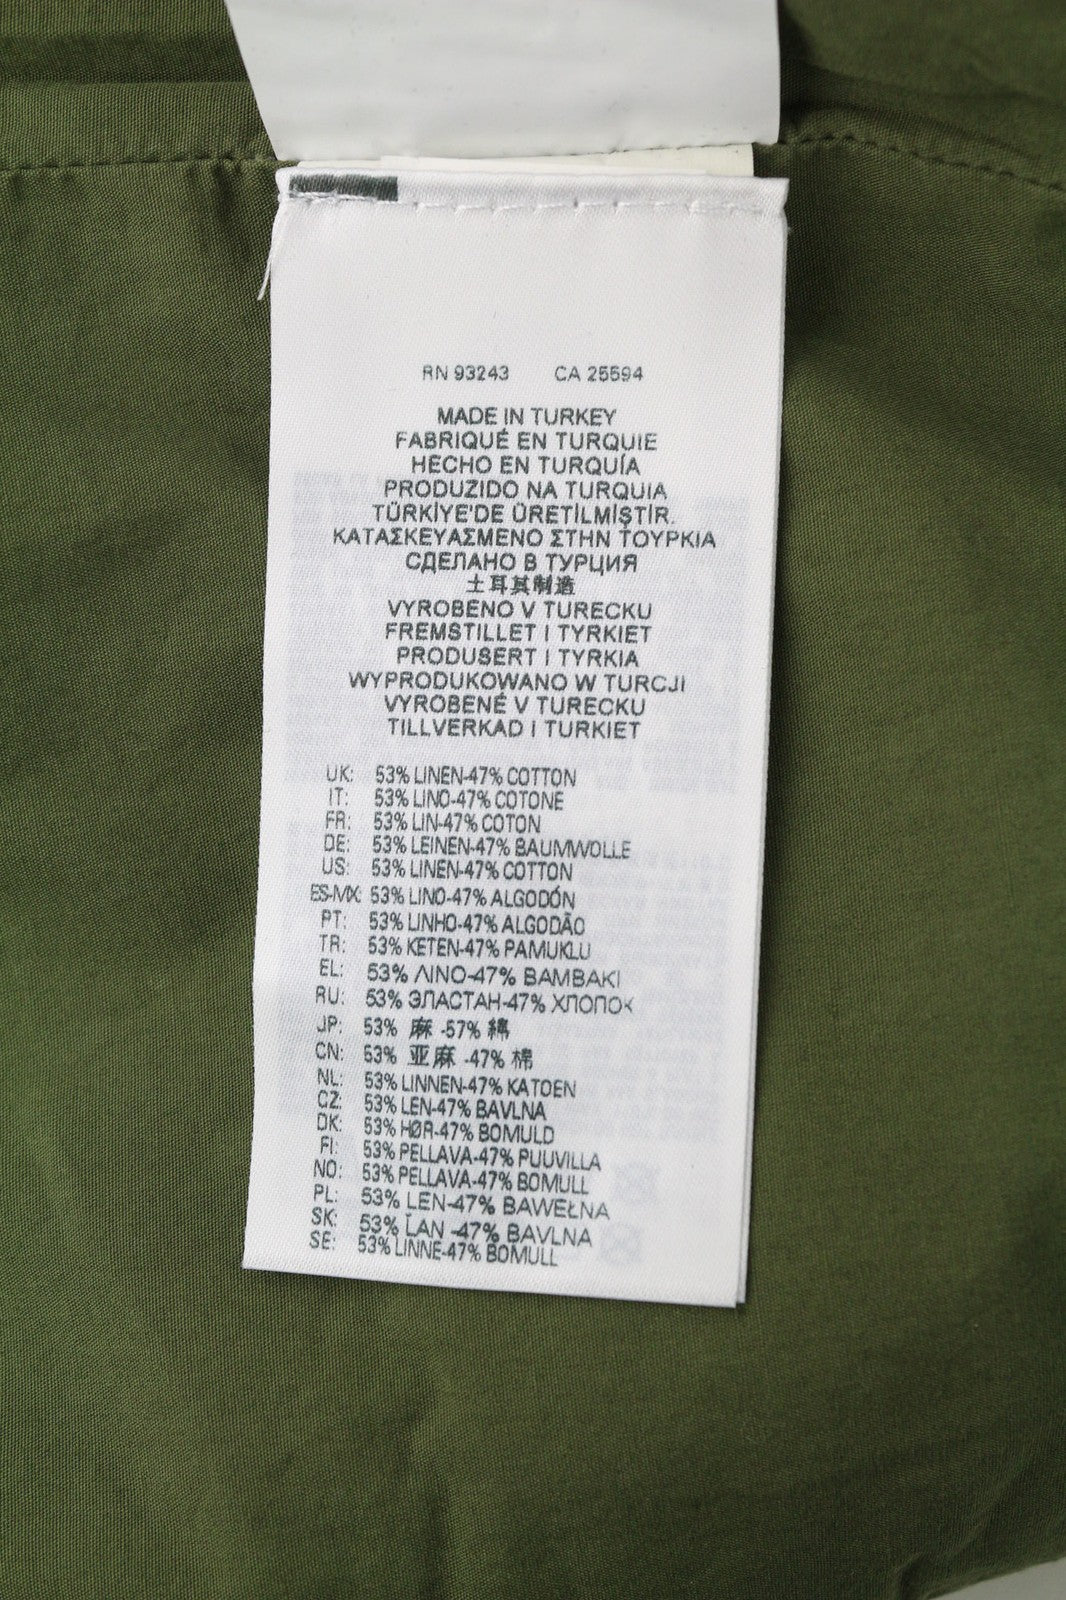 RN 93243 CA 25594
MADE IN TURKEY
FABRIQUÉ EN TURQUIE
HECHO EN TURQUÍA
PRODUZIDO NA TURQUIA
TÜRKİYE'DE ÜRETİLMİŞTİR.
ΚΑΤΑΣΚΕΥΑΣΜΕΝΟ ΣΤΗΝ ΤΟΥΡΚΙΑ
СДЕЛАНО В ТУРЦИЯ
土耳其制造
VYROBENO V TURECKU
FREMSTILLET I TYRKIET
PRODUSERT I TYRKIA
WYPRODUKOWANO W TURCJI
VYROBENÉ V TURECKU
TILLVERKAD I TURKIET
UK: 53% LINEN-47% COTTON
IT: 53% LINO-47% COTONE
FR: 53% LIN-47% COTON
DE: 53% LEINEN-47% BAUMWOLLE
US: 53% LINEN-47% COTTON
ES-MX: 53% LINO-47% ALGODÓN
PT: 53% LINHO-47% ALGODÃO
TR: 53% KETEN-47% PAMUKLU
EL: 53% ΛΙΝΟ-47% ΒΑΜΒΑΚΙ
RU: 53% ЭЛАСТАН-47% ХЛОПОК
JP: 53% 麻 -57% 綿
CN: 53% 亚麻 -47% 棉
NL: 53% LINNEN-47% KATOEN
CZ: 53% LEN-47% BAVLNA
DK: 53% HØR-47% BOMULD
FI: 53% PELLAVA-47% PUUVILLA
NO: 53% PELLAVA-47% BOMULL
PL: 53% LEN-47% BAWEŁNA
SK: 53% ĽAN -47% BAVLNA
SE: 53% LINNE-47% BOMULL